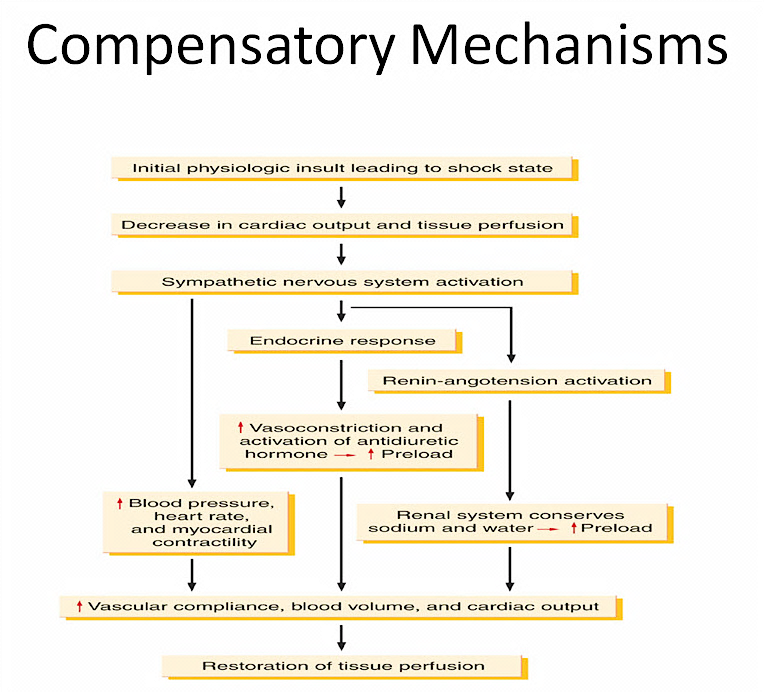 Compensatory Mechanisms
Initial physiologic insult leading to shock state
Decrease in cardiac output and tissue perfusion
Sympathetic nervous system activation
Endocrine response
Renin-angotension activation
↑ Vasoconstriction and
activation of antidiuretic
hormone → ↑ Preload
↑ Blood pressure,
heart rate,
and myocardial
contractility
Renal system conserves
sodium and water → ↑ Preload
↑ Vascular compliance, blood volume, and cardiac output
Restoration of tissue perfusion